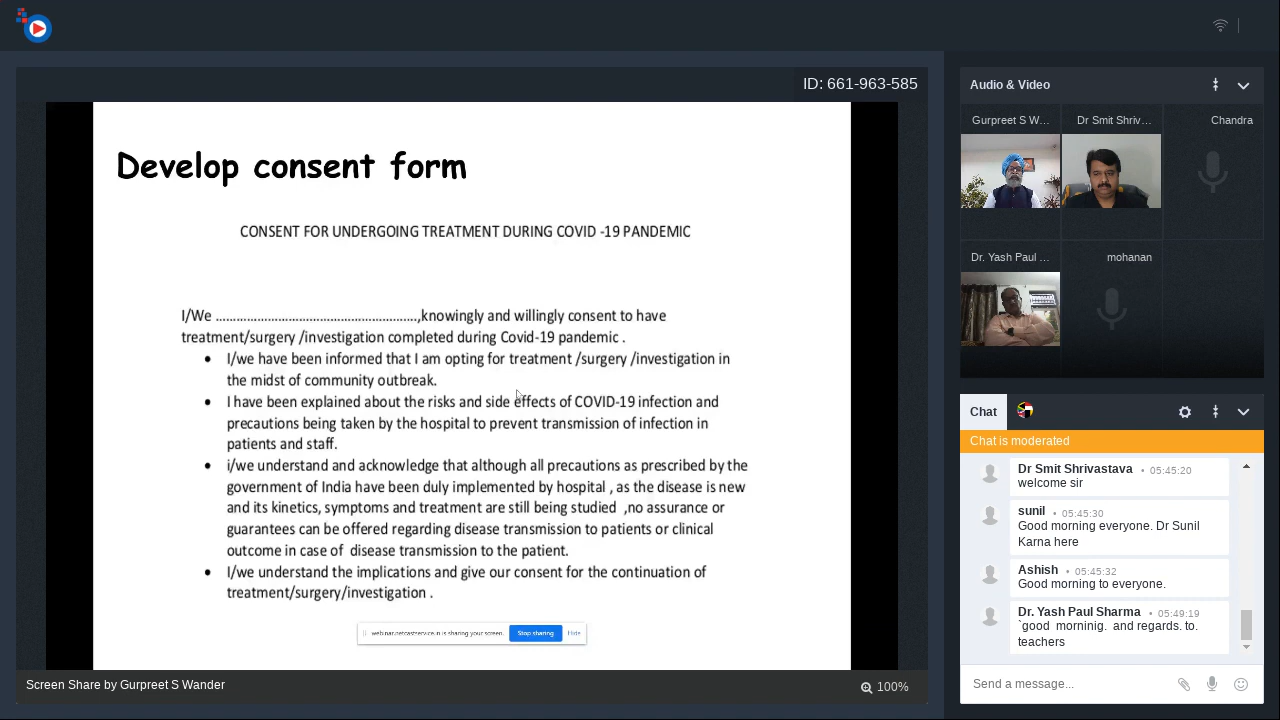 ID: 661-963-585
Develop consent form
CONSENT FOR UNDERGOING TREATMENT DURING COVID -19 PANDEMIC
I/We ……………………………………………….,knowingly and willingly consent to have
treatment/surgery /investigation completed during Covid-19 pandemic .
• I/we have been informed that I am opting for treatment /surgery /investigation in
the midst of community outbreak.
• I have been explained about the risks and side effects of COVID-19 infection and
precautions being taken by the hospital to prevent transmission of infection in
patients and staff.
• i/we understand and acknowledge that although all precautions as prescribed by the
government of India have been duly implemented by hospital , as the disease is new
and its kinetics, symptoms and treatment are still being studied ,no assurance or
guarantees can be offered regarding disease transmission to patients or clinical
outcome in case of disease transmission to the patient.
• I/we understand the implications and give our consent for the continuation of
treatment/surgery/investigation .
webinar.netcastservice.in is sharing your screen. Stop sharing Hide
Screen Share by Gurpreet S Wander
100%
Audio & Video
Gurpreet S W… Dr Smit Shriv… Chandra
Dr. Yash Paul … mohanan
Chat
Chat is moderated
Dr Smit Shrivastava • 05:45:20
welcome sir
sunil • 05:45:30
Good morning everyone. Dr Sunil
Karna here
Ashish • 05:45:32
Good morning to everyone.
Dr. Yash Paul Sharma • 05:49:19
`good morninig. and regards. to.
teachers
Send a message...